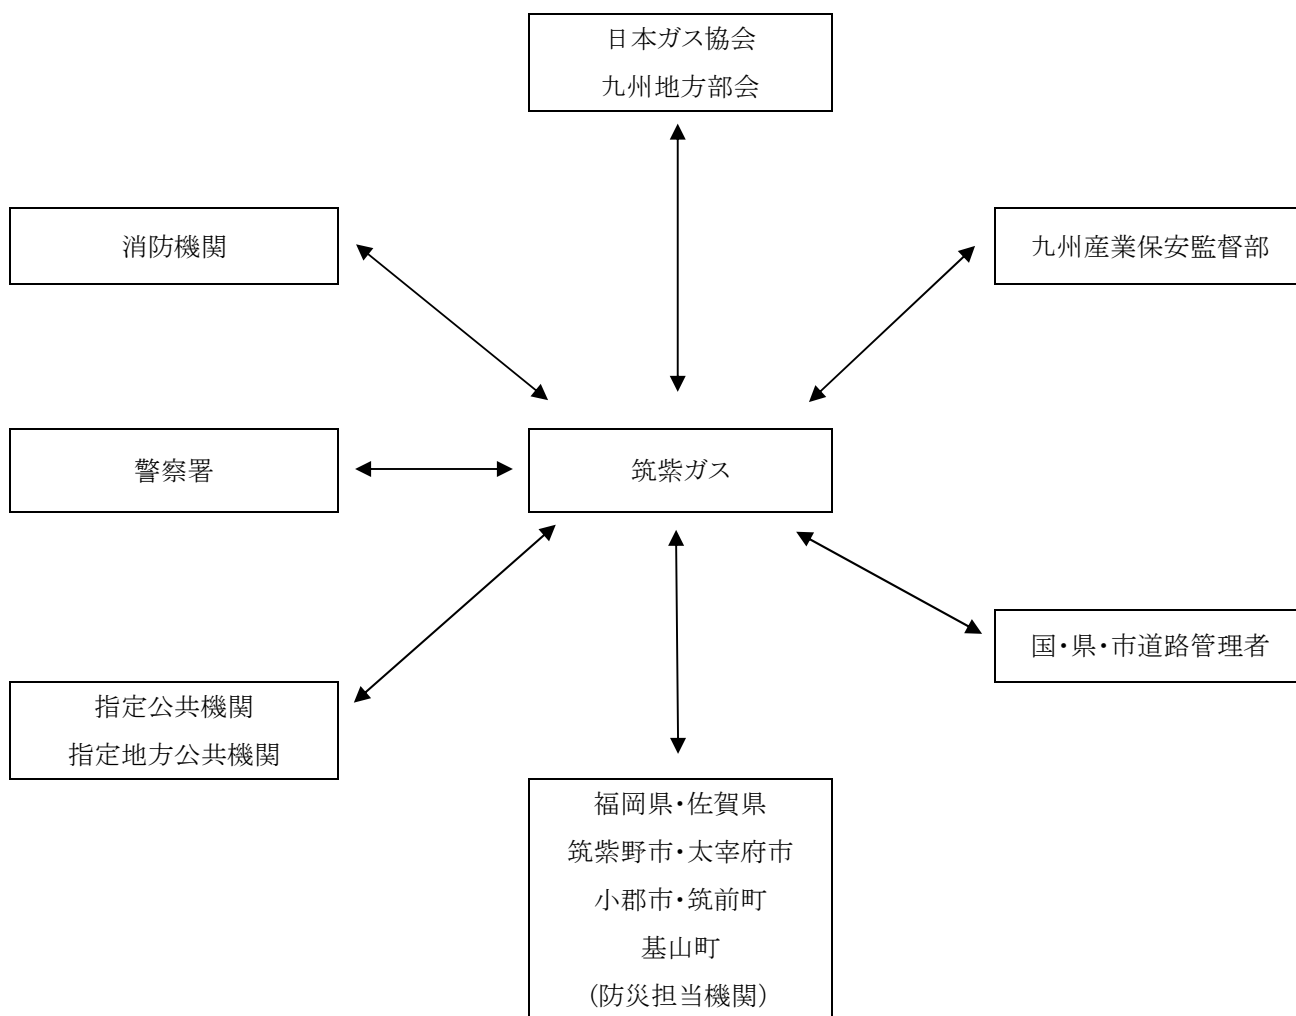 日本ガス協会
九州地方部会
消防機関
九州産業保安監督部
警察署
筑紫ガス
国・県・市道路管理者
指定公共機関
指定地方公共機関
福岡県・佐賀県
筑紫野市・太宰府市
小郡市・筑前町
基山町
(防災担当機関)